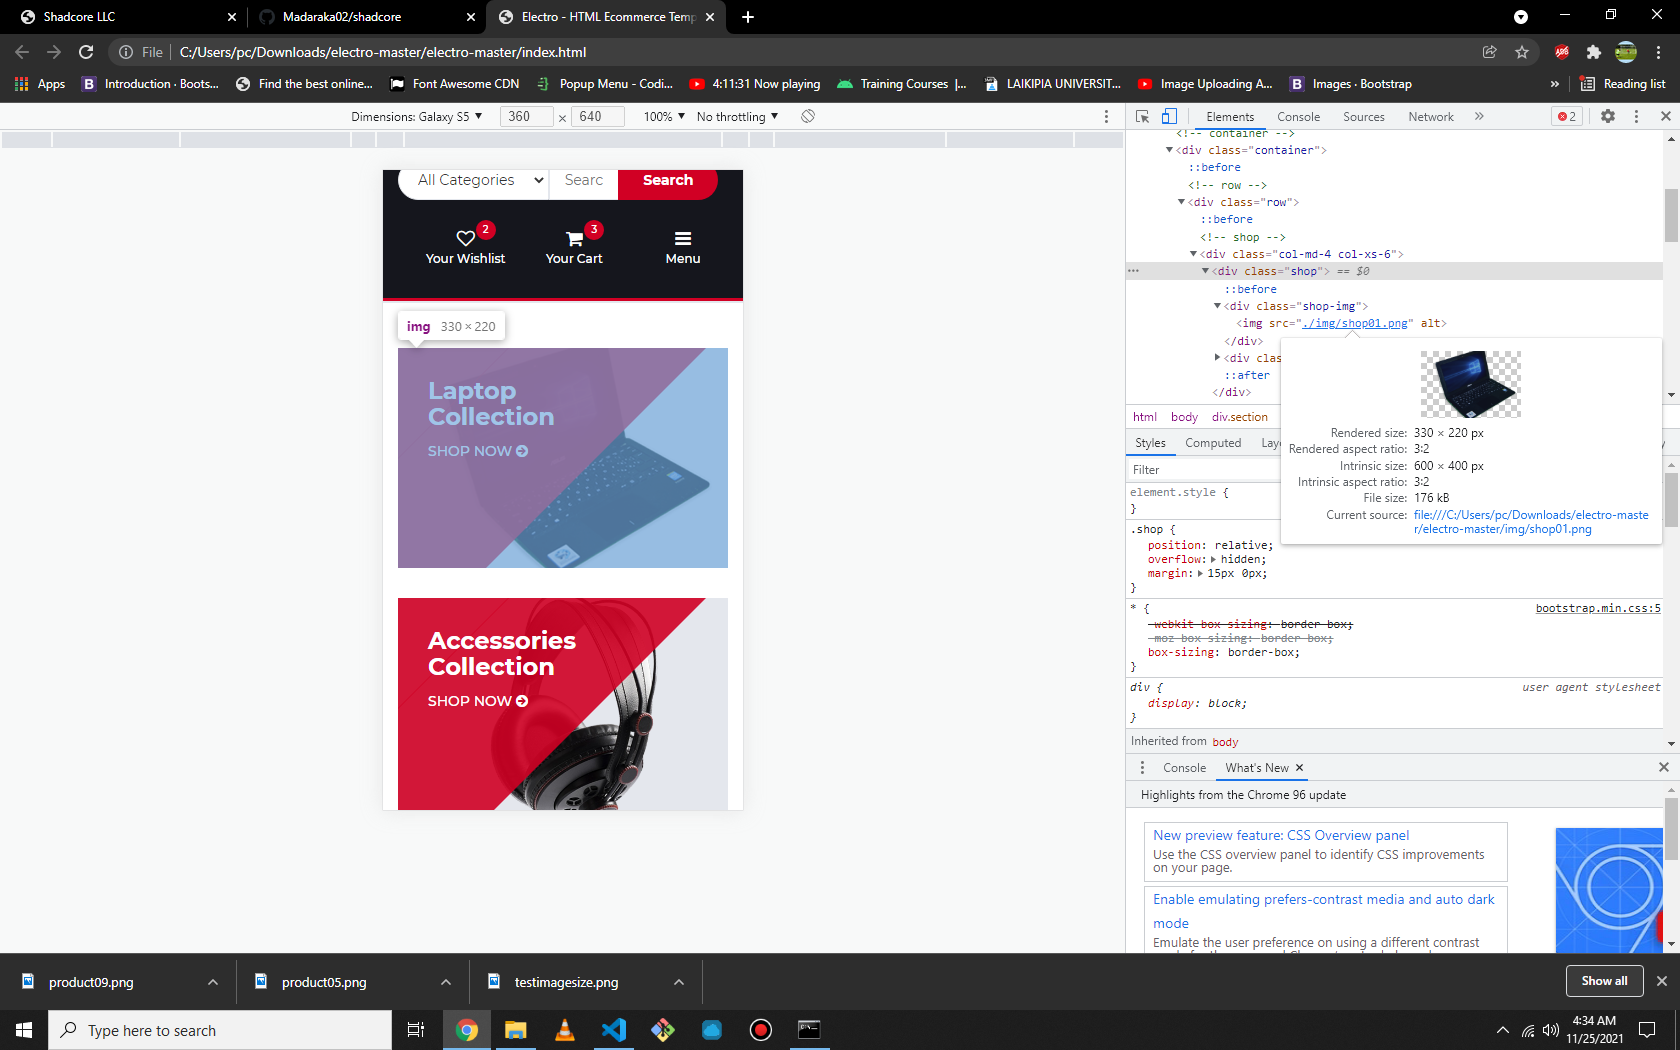 Shadcore LLC
Madaraka02/shadcore
Electro - HTML Ecommerce Temp
File
C:/Users/pc/Downloads/electro-master/electro-master/index.html
Apps
Introduction · Boots...
Find the best online...
Font Awesome CDN
Popup Menu - Codi...
4:11:31 Now playing
Training Courses |...
LAIKIPIA UNIVERSIT...
Image Uploading A...
Images · Bootstrap
»
Reading list
Dimensions: Galaxy S5 ▼
360 × 640
100% ▼
No throttling ▼
All Categories
Searc
Search
2
3
Your Wishlist
Your Cart
Menu
img 330 × 220
Laptop
Collection
SHOP NOW
Accessories
Collection
SHOP NOW
Elements
Console
Sources
Network
»
2
<!-- container -->
▼<div class="container">
::before
<!-- row -->
▼<div class="row">
::before
<!-- shop -->
▼<div class="col-md-4 col-xs-6">
... ▼<div class="shop"> == $0
::before
▼<div class="shop-img">
<img src="./img/shop01.png" alt>
</div>
▶<div clas
::after
</div>
Rendered size: 330 × 220 px
Rendered aspect ratio: 3∶2
Intrinsic size: 600 × 400 px
Intrinsic aspect ratio: 3∶2
File size: 176 kB
Current source: file:///C:/Users/pc/Downloads/electro-maste
r/electro-master/img/shop01.png
html body div.section
Styles
Computed
Lay
Filter
element.style {
}
.shop {
position: relative;
overflow: ▶ hidden;
margin: ▶ 15px 0px;
}
* {
bootstrap.min.css:5
-webkit-box-sizing: border-box;
-moz-box-sizing: border-box;
box-sizing: border-box;
}
div {
user agent stylesheet
display: block;
}
Inherited from body
Console
What's New
Highlights from the Chrome 96 update
New preview feature: CSS Overview panel
Use the CSS overview panel to identify CSS improvements
on your page.
Enable emulating prefers-contrast media and auto dark
mode
Emulate the user preference on using a different contrast
product09.png
product05.png
testimagesize.png
Show all
Type here to search
4:34 AM
11/25/2021